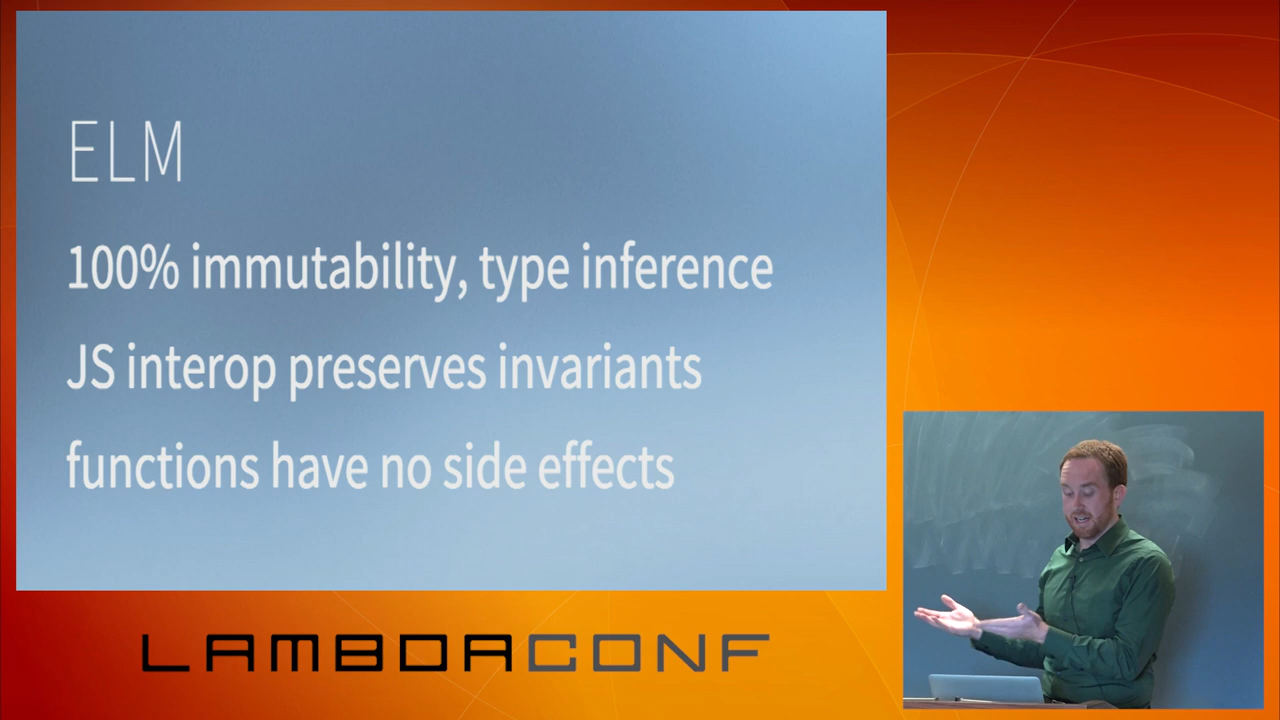 ELM
100% immutability, type inference
JS interop preserves invariants
functions have no side effects
LAMBDACONF